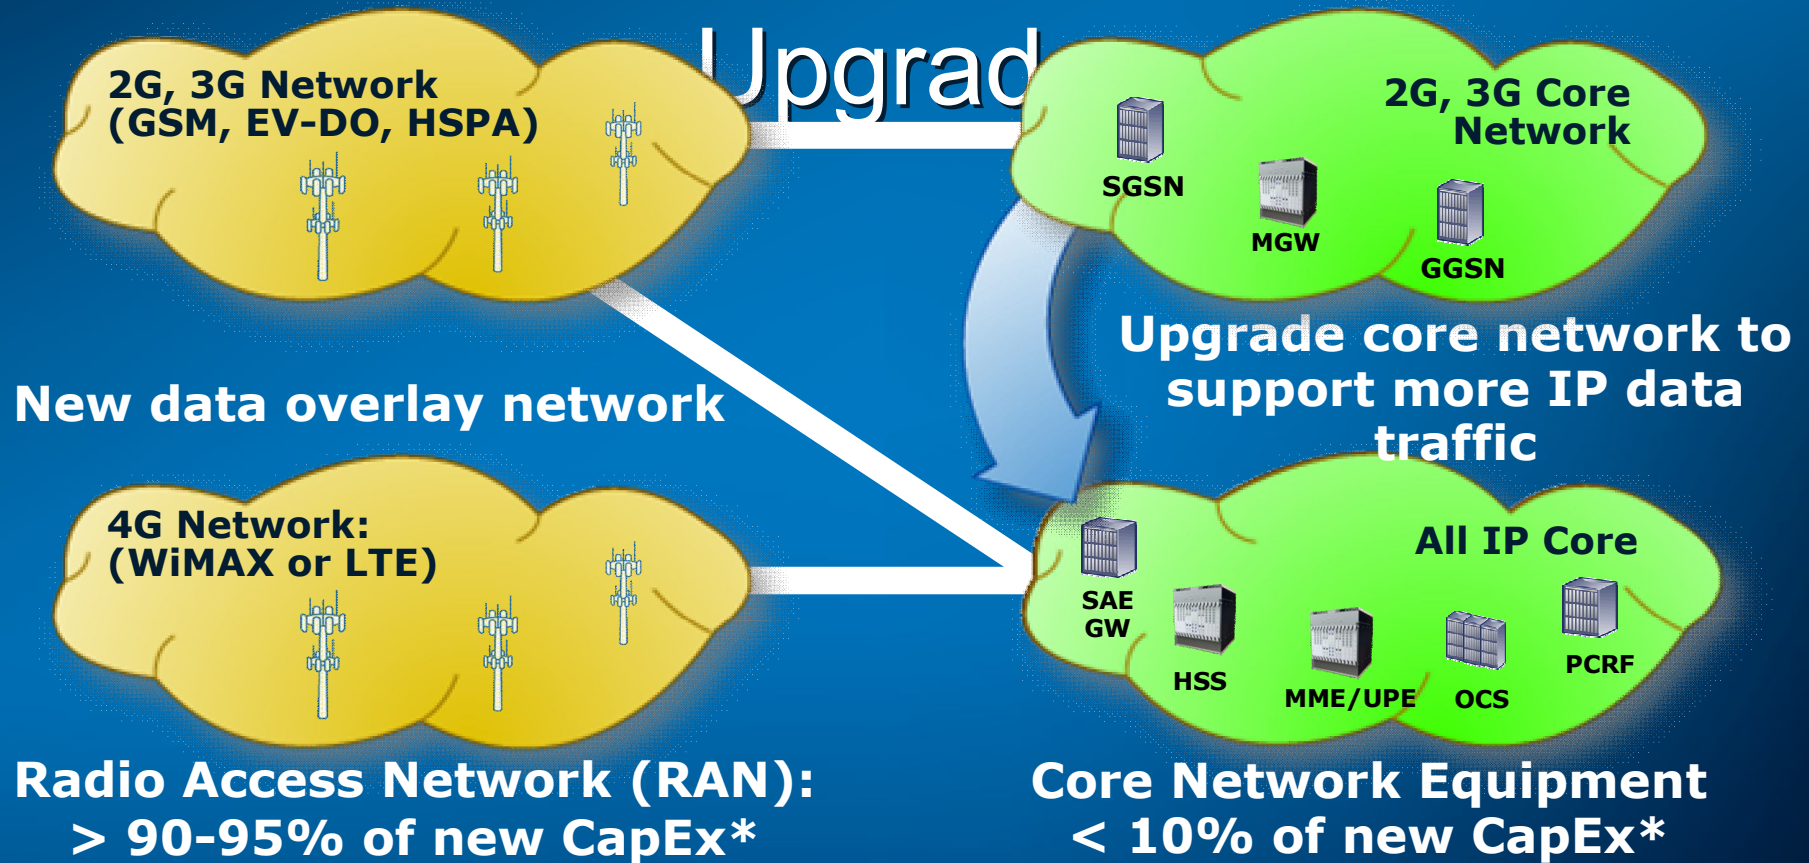 Upgrad
2G, 3G Network
(GSM, EV-DO, HSPA)
2G, 3G Core
Network
SGSN
MGW
GGSN
New data overlay network
Upgrade core network to
support more IP data
traffic
4G Network:
(WiMAX or LTE)
All IP Core
SAE
GW
HSS
MME/UPE
OCS
PCRF
Radio Access Network (RAN):
> 90-95% of new CapEx*
Core Network Equipment
< 10% of new CapEx*